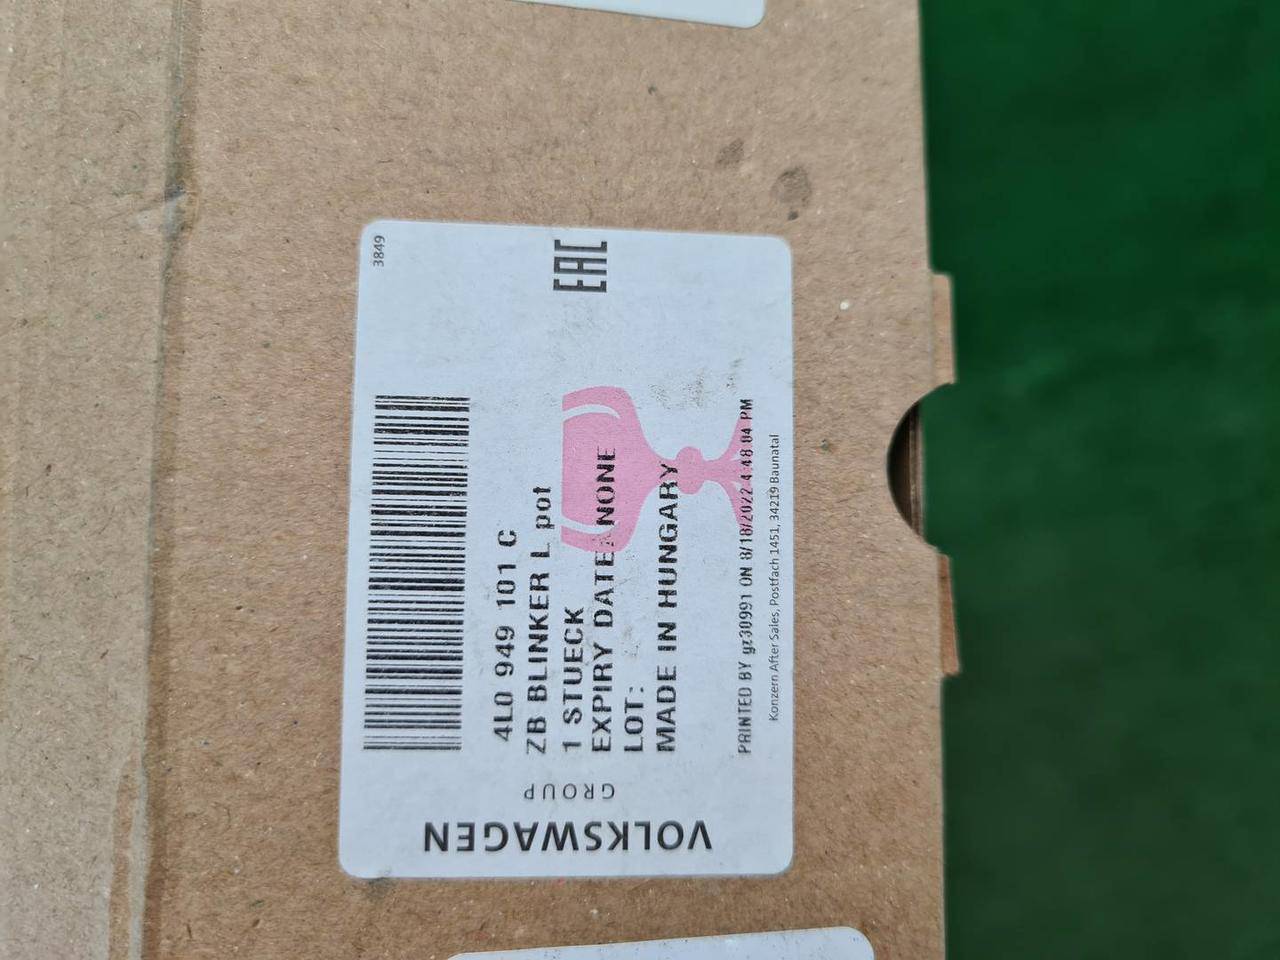 VOLKSWAGEN
GROUP
4L0 949 101 C
ZB BLINKER L pot
1 STUECK
EXPIRY DATE: NONE
LOT:
MADE IN HUNGARY
PRINTED BY gz30991 ON 8/18/2022 4:48:04 PM
Konzern After Sales, Postfach 1451, 34219 Baunatal
EAC
3849